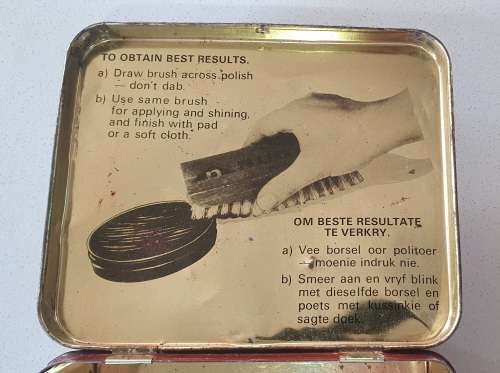 TO OBTAIN BEST RESULTS.
a) Draw brush across polish
— don't dab.
b) Use same brush
for applying and shining,
and finish with pad
or a soft cloth.
OM BESTE RESULTATE
TE VERKRY.
a) Vee borsel oor politoer
— moenie indruk nie.
b) Smeer aan en vryf blink
met dieselfde borsel en
poets met kussinkie of
sagte doek.